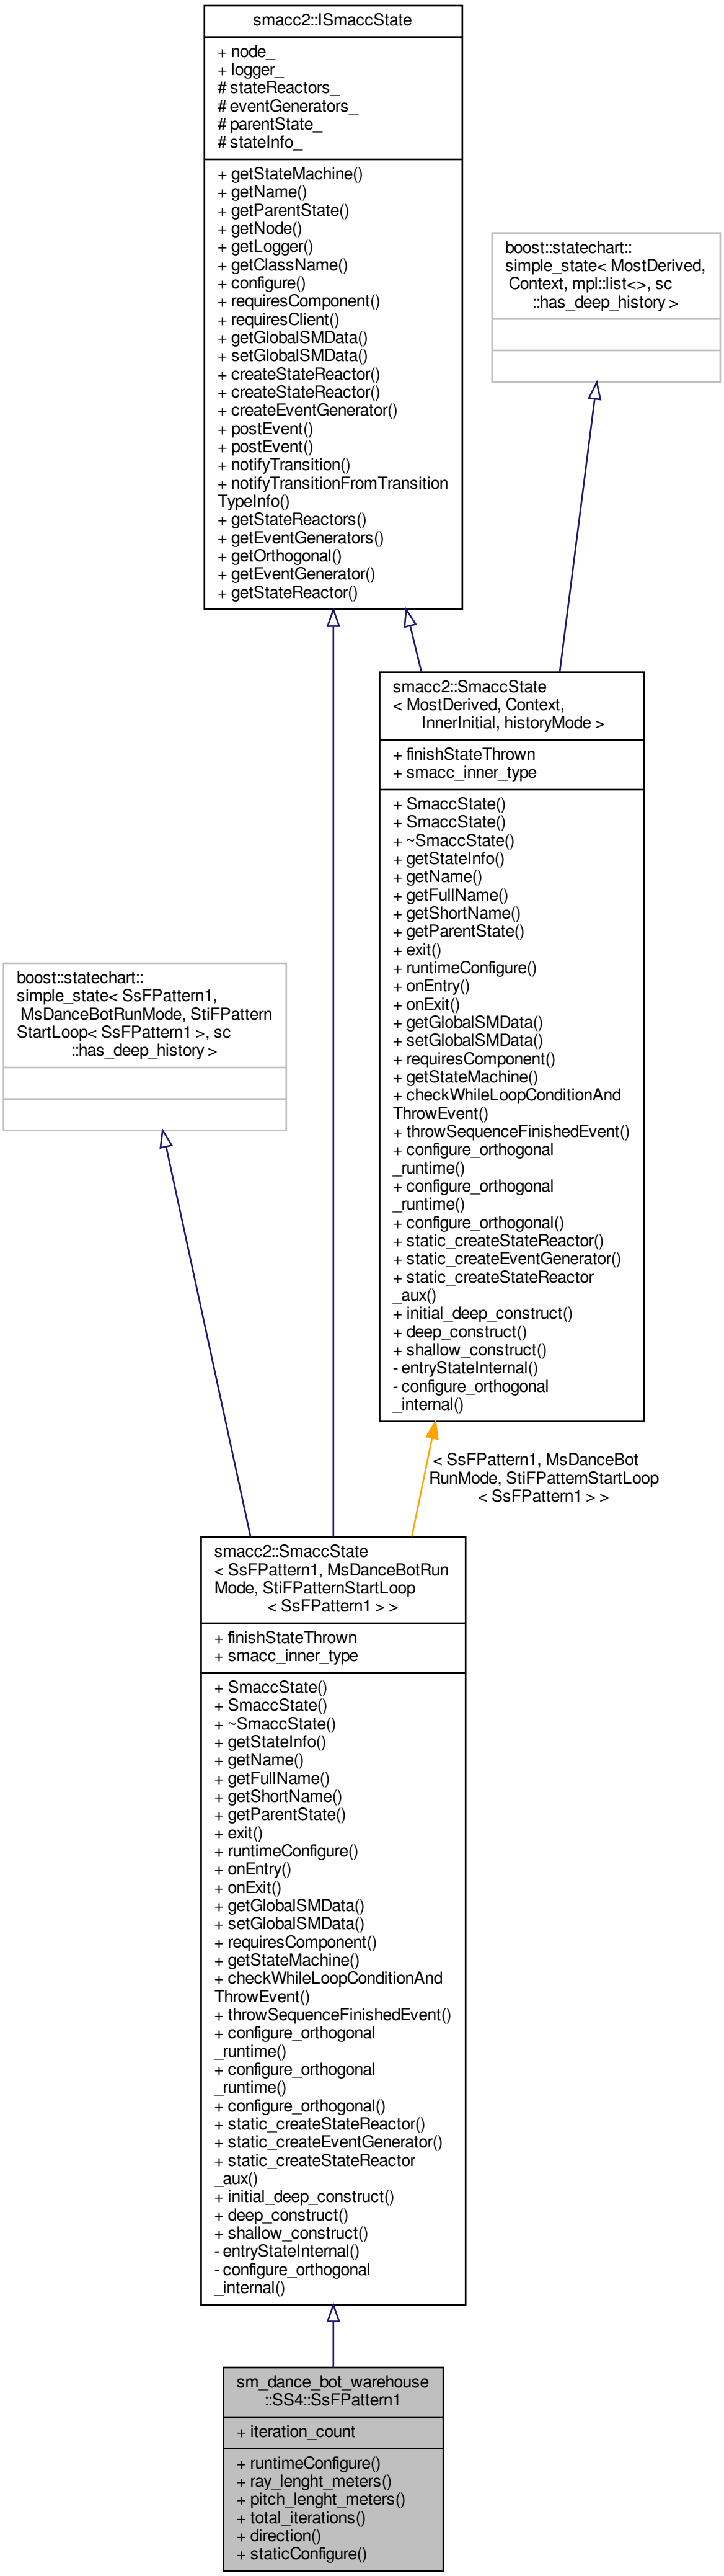 smacc2::ISmaccState
+ node_
+ logger_
# stateReactors_
# eventGenerators_
# parentState_
# stateInfo_
+ getStateMachine()
+ getName()
+ getParentState()
+ getNode()
+ getLogger()
+ getClassName()
+ configure()
+ requiresComponent()
+ requiresClient()
+ getGlobalSMData()
+ setGlobalSMData()
+ createStateReactor()
+ createStateReactor()
+ createEventGenerator()
+ postEvent()
+ postEvent()
+ notifyTransition()
+ notifyTransitionFromTransition
TypeInfo()
+ getStateReactors()
+ getEventGenerators()
+ getOrthogonal()
+ getEventGenerator()
+ getStateReactor()
boost::statechart::
simple_state< MostDerived,
Context, mpl::list<>, sc
::has_deep_history >
smacc2::SmaccState
< MostDerived, Context,
InnerInitial, historyMode >
+ finishStateThrown
+ smacc_inner_type
+ SmaccState()
+ SmaccState()
+ ~SmaccState()
+ getStateInfo()
+ getName()
+ getFullName()
+ getShortName()
+ getParentState()
+ exit()
+ runtimeConfigure()
+ onEntry()
+ onExit()
+ getGlobalSMData()
+ setGlobalSMData()
+ requiresComponent()
+ getStateMachine()
+ checkWhileLoopConditionAnd
ThrowEvent()
+ throwSequenceFinishedEvent()
+ configure_orthogonal
_runtime()
+ configure_orthogonal
_runtime()
+ configure_orthogonal()
+ static_createStateReactor()
+ static_createEventGenerator()
+ static_createStateReactor
_aux()
+ initial_deep_construct()
+ deep_construct()
+ shallow_construct()
- entryStateInternal()
- configure_orthogonal
_internal()
boost::statechart::
simple_state< SsFPattern1,
MsDanceBotRunMode, StiFPattern
StartLoop< SsFPattern1 >, sc
::has_deep_history >
< SsFPattern1, MsDanceBot
RunMode, StiFPatternStartLoop
< SsFPattern1 > >
smacc2::SmaccState
< SsFPattern1, MsDanceBotRun
Mode, StiFPatternStartLoop
< SsFPattern1 > >
+ finishStateThrown
+ smacc_inner_type
+ SmaccState()
+ SmaccState()
+ ~SmaccState()
+ getStateInfo()
+ getName()
+ getFullName()
+ getShortName()
+ getParentState()
+ exit()
+ runtimeConfigure()
+ onEntry()
+ onExit()
+ getGlobalSMData()
+ setGlobalSMData()
+ requiresComponent()
+ getStateMachine()
+ checkWhileLoopConditionAnd
ThrowEvent()
+ throwSequenceFinishedEvent()
+ configure_orthogonal
_runtime()
+ configure_orthogonal
_runtime()
+ configure_orthogonal()
+ static_createStateReactor()
+ static_createEventGenerator()
+ static_createStateReactor
_aux()
+ initial_deep_construct()
+ deep_construct()
+ shallow_construct()
- entryStateInternal()
- configure_orthogonal
_internal()
sm_dance_bot_warehouse
::SS4::SsFPattern1
+ iteration_count
+ runtimeConfigure()
+ ray_lenght_meters()
+ pitch_lenght_meters()
+ total_iterations()
+ direction()
+ staticConfigure()